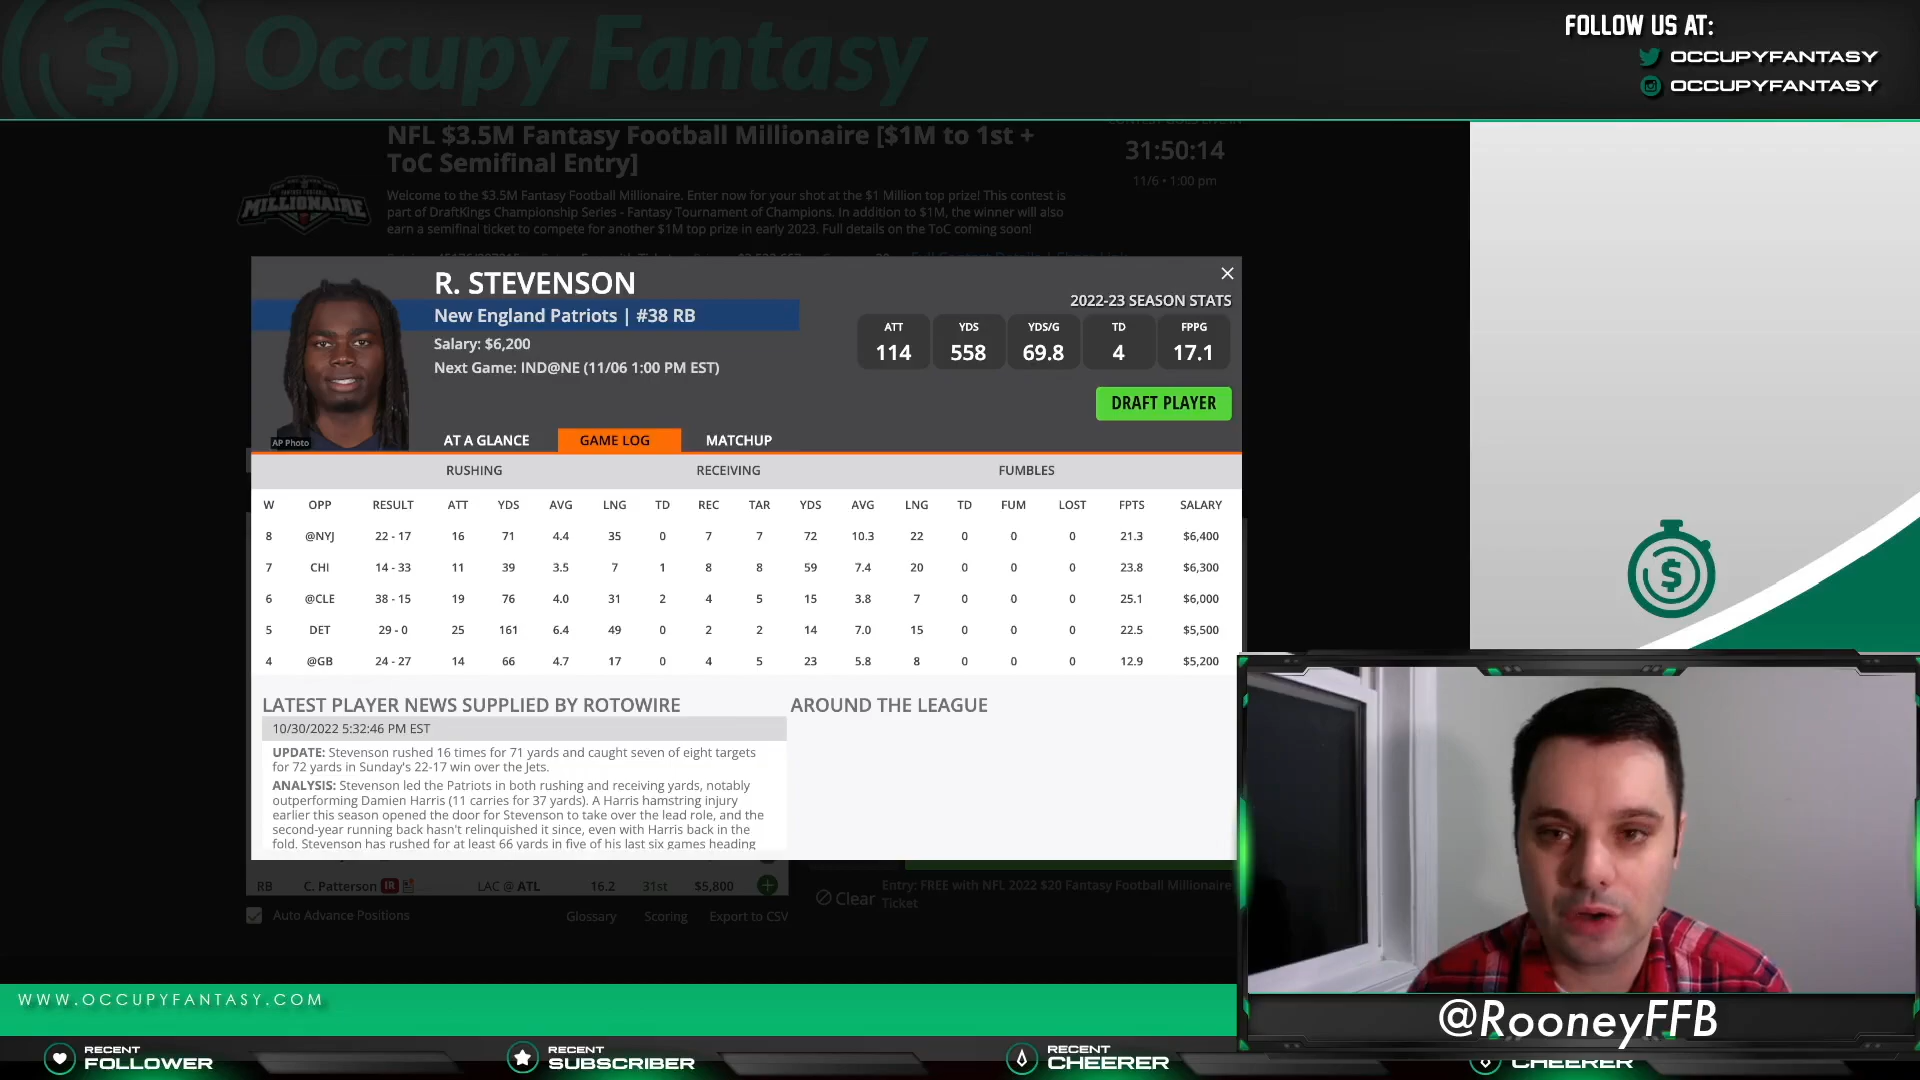 Occupy Fantasy
FOLLOW US AT:
OCCUPYFANTASY
OCCUPYFANTASY
NFL $3.5M Fantasy Football Millionaire [$1M to 1st +
ToC Semifinal Entry]
31:50:14
11/6 • 1:00 pm
MILLIONAIRE
Welcome to the $3.5M Fantasy Football Millionaire. Enter now for your shot at the $1 Million top prize! This contest is
part of DraftKings Championship Series - Fantasy Tournament of Champions. In addition to $1M, the winner will also
earn a semifinal ticket to compete for another $1M top prize in early 2023. Full details on the ToC coming soon!
R. STEVENSON
New England Patriots | #38 RB
Salary: $6,200
Next Game: IND@NE (11/06 1:00 PM EST)
2022-23 SEASON STATS
ATT YDS YDS/G TD FPPG
114 558 69.8 4 17.1
DRAFT PLAYER
AP Photo
AT A GLANCE GAME LOG MATCHUP
RUSHING RECEIVING FUMBLES
W OPP RESULT ATT YDS AVG LNG TD REC TAR YDS AVG LNG TD FUM LOST FPTS SALARY
8 @NYJ 22 - 17 16 71 4.4 35 0 7 7 72 10.3 22 0 0 0 21.3 $6,400
7 CHI 14 - 33 11 39 3.5 7 1 8 8 59 7.4 20 0 0 0 23.8 $6,300
6 @CLE 38 - 15 19 76 4.0 31 2 4 5 15 3.8 7 0 0 0 25.1 $6,000
5 DET 29 - 0 25 161 6.4 49 0 2 2 14 7.0 15 0 0 0 22.5 $5,500
4 @GB 24 - 27 14 66 4.7 17 0 4 5 23 5.8 8 0 0 0 12.9 $5,200
LATEST PLAYER NEWS SUPPLIED BY ROTOWIRE
AROUND THE LEAGUE
10/30/2022 5:32:46 PM EST
UPDATE: Stevenson rushed 16 times for 71 yards and caught seven of eight targets
for 72 yards in Sunday's 22-17 win over the Jets.
ANALYSIS: Stevenson led the Patriots in both rushing and receiving yards, notably
outperforming Damien Harris (11 carries for 37 yards). A Harris hamstring injury
earlier this season opened the door for Stevenson to take over the lead role, and the
second-year running back hasn't relinquished it since, even with Harris back in the
fold. Stevenson has rushed for at least 66 yards in five of his last six games heading
RB C. Patterson IR LAC @ ATL 16.2 31st $5,800
Clear
Entry: FREE with NFL 2022 $20 Fantasy Football Millionaire
Ticket
Auto Advance Positions
Glossary Scoring Export to CSV
WWW.OCCUPYFANTASY.COM
@RooneyFFB
RECENT
FOLLOWER
RECENT
SUBSCRIBER
RECENT
CHEERER
CHEERER